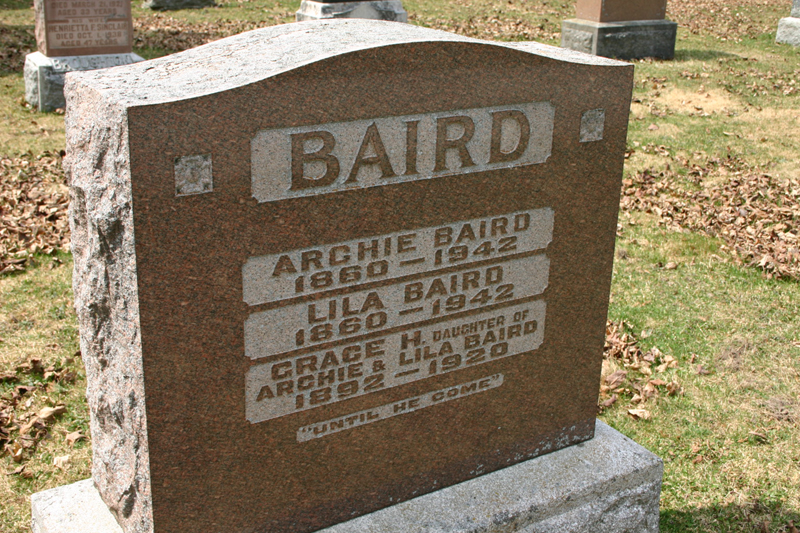 BAIRD
ARCHIE BAIRD
1860 – 1942
LILA BAIRD
1860 – 1942
GRACE H. DAUGHTER OF
ARCHIE & LILA BAIRD
1892 – 1920
"UNTIL HE COME"